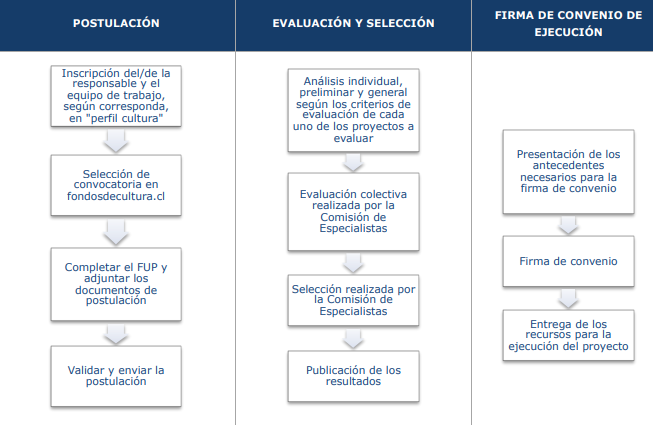 POSTULACIÓN
Inscripción del/de la
responsable y el
equipo de trabajo,
según corresponda,
en "perfil cultura"
Selección de
convocatoria en
fondosdecultura.cl
Completar el FUP y
adjuntar los
documentos de
postulación
Validar y enviar la
postulación
EVALUACIÓN Y SELECCIÓN
Análisis individual,
preliminar y general
según los criterios de
evaluación de cada
uno de los proyectos a
evaluar
Evaluación colectiva
realizada por la
Comisión de
Especialistas
Selección realizada por
la Comisión de
Especialistas
Publicación de los
resultados
FIRMA DE CONVENIO DE
EJECUCIÓN
Presentación de los
antecedentes
necesarios para la
firma de convenio
Firma de convenio
Entrega de los
recursos para la
ejecución del proyecto